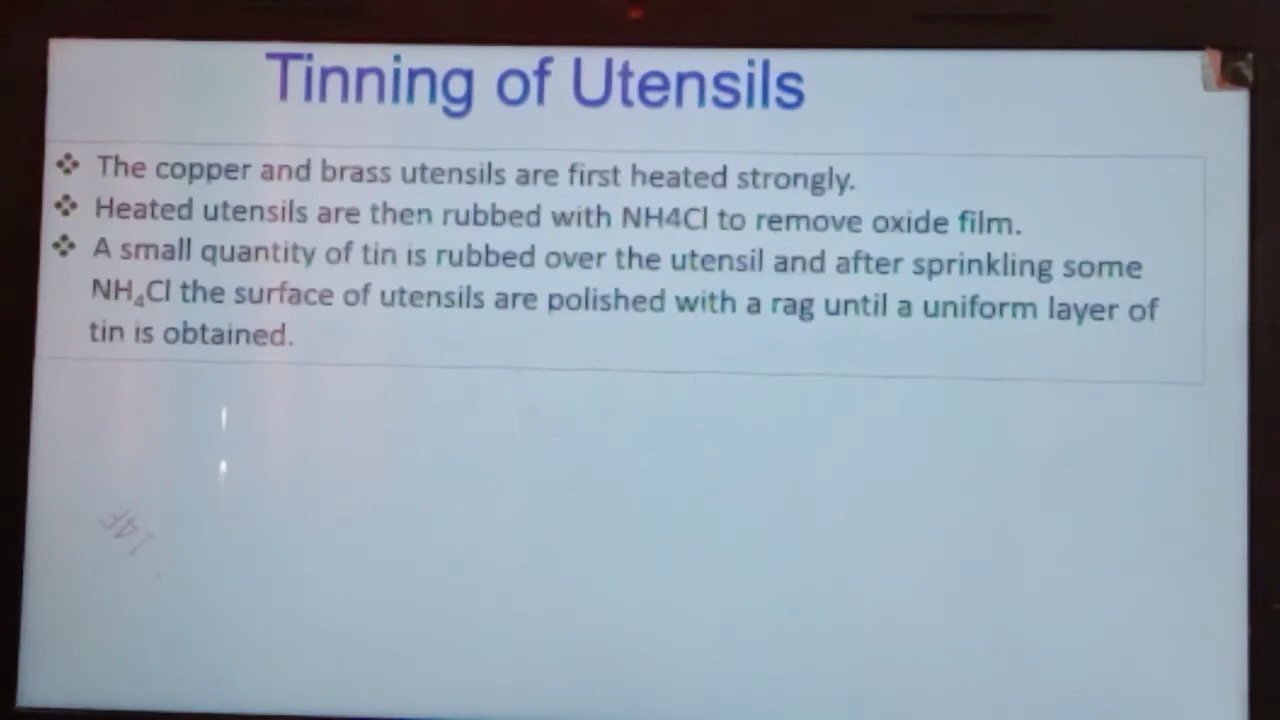 Tinning of Utensils
❖ The copper and brass utensils are first heated strongly.
❖ Heated utensils are then rubbed with NH4Cl to remove oxide film.
❖ A small quantity of tin is rubbed over the utensil and after sprinkling some
NH₄Cl the surface of utensils are polished with a rag until a uniform layer of
tin is obtained.